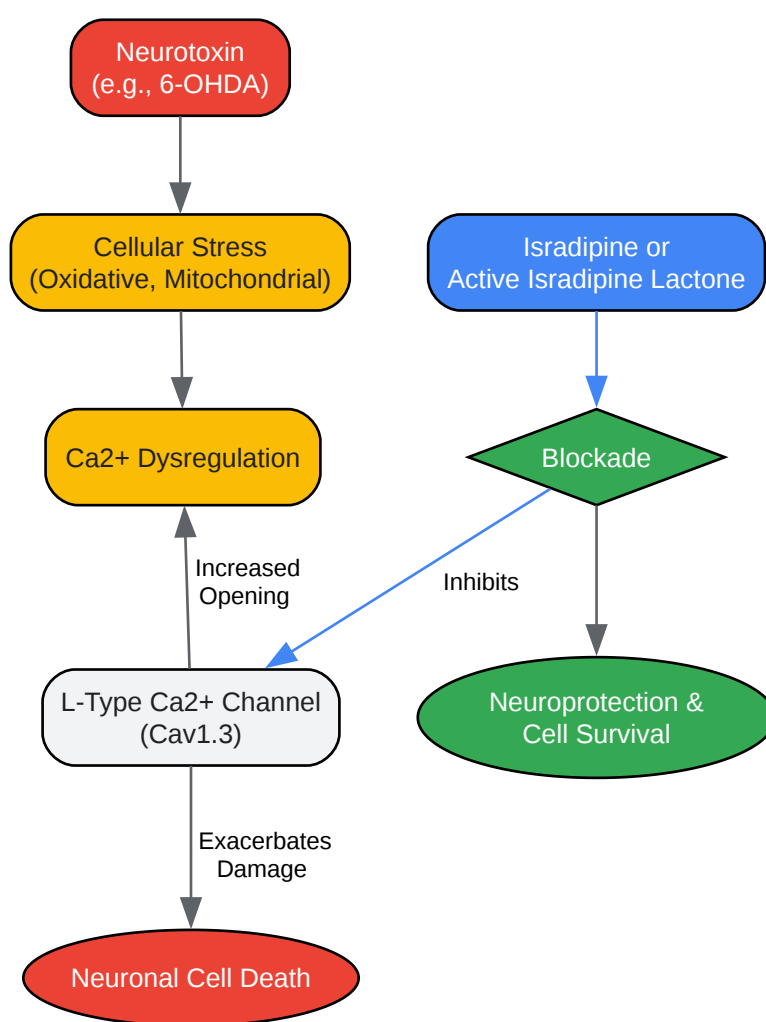 Neurotoxin
(e.g., 6-OHDA)
Cellular Stress
(Oxidative, Mitochondrial)
Isradipine or
Active Isradipine Lactone
Ca2+ Dysregulation
Blockade
Increased
Opening
Inhibits
L-Type Ca2+ Channel
(Cav1.3)
Neuroprotection &
Cell Survival
Exacerbates
Damage
Neuronal Cell Death